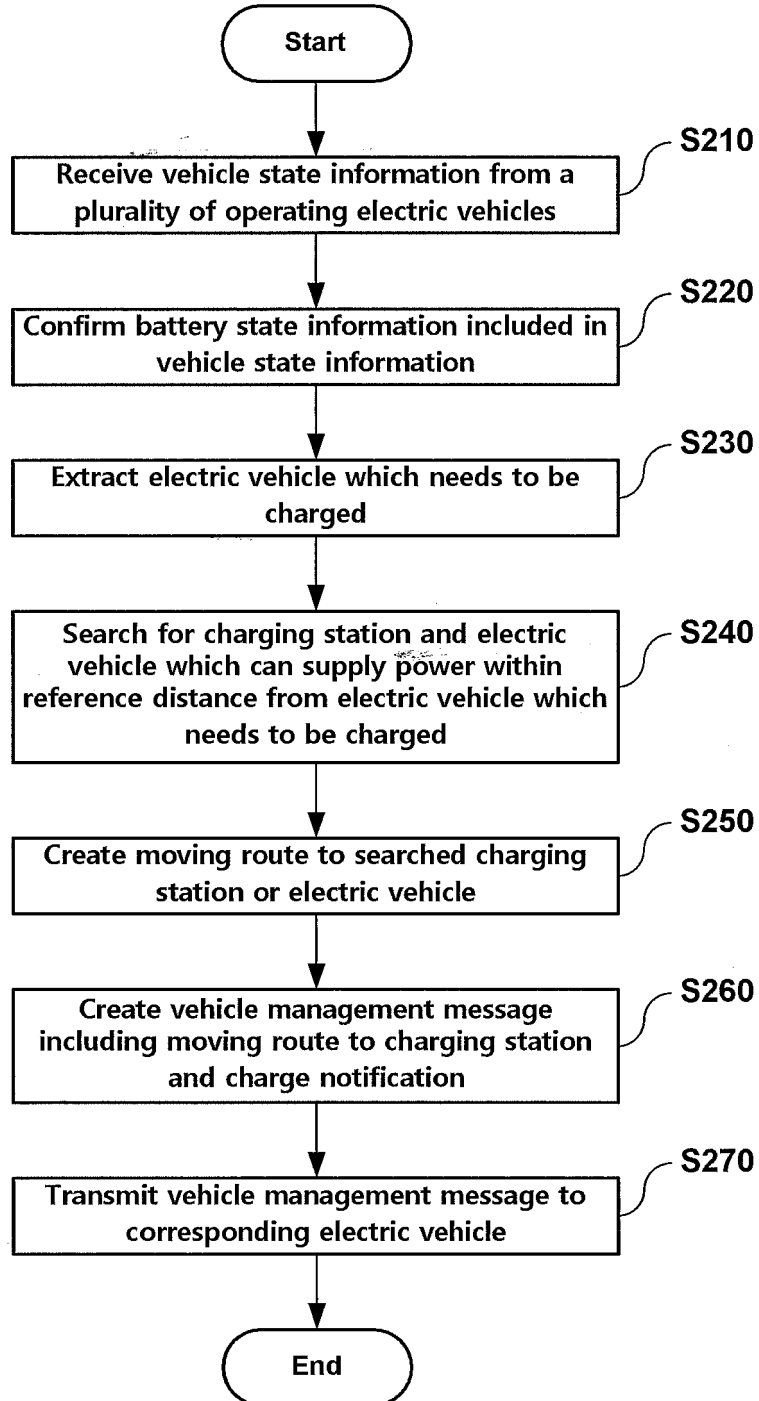 Start
S210
Receive vehicle state information from a
plurality of operating electric vehicles
S220
Confirm battery state information included in
vehicle state information
S230
Extract electric vehicle which needs to be
charged
S240
Search for charging station and electric
vehicle which can supply power within
reference distance from electric vehicle which
needs to be charged
S250
Create moving route to searched charging
station or electric vehicle
S260
Create vehicle management message
including moving route to charging station
and charge notification
S270
Transmit vehicle management message to
corresponding electric vehicle
End